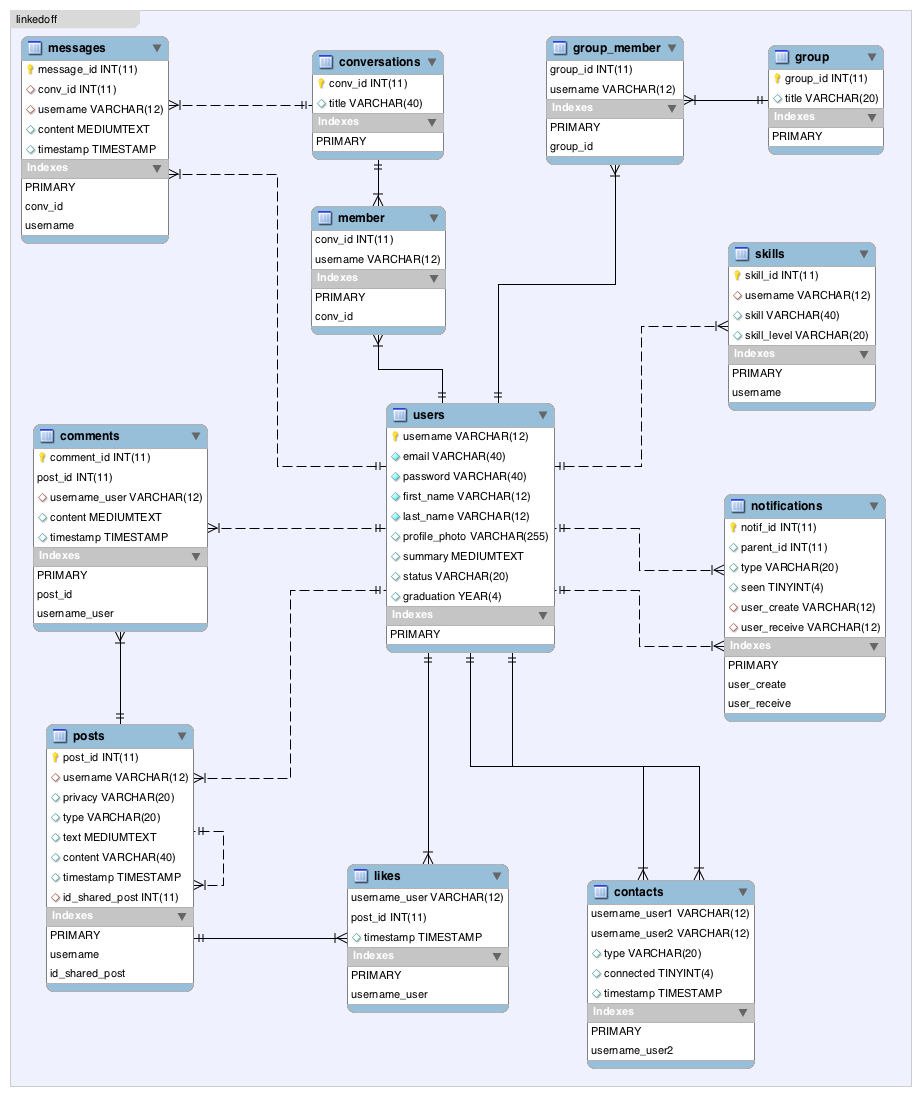 linkedoff
messages
message_id INT(11)
conv_id INT(11)
username VARCHAR(12)
content MEDIUMTEXT
timestamp TIMESTAMP
Indexes
PRIMARY
conv_id
username
conversations
conv_id INT(11)
title VARCHAR(40)
Indexes
PRIMARY
group_member
group_id INT(11)
username VARCHAR(12)
Indexes
PRIMARY
group_id
group
group_id INT(11)
title VARCHAR(20)
Indexes
PRIMARY
member
conv_id INT(11)
username VARCHAR(12)
Indexes
PRIMARY
conv_id
skills
skill_id INT(11)
username VARCHAR(12)
skill VARCHAR(40)
skill_level VARCHAR(20)
Indexes
PRIMARY
username
users
username VARCHAR(12)
email VARCHAR(40)
password VARCHAR(40)
first_name VARCHAR(12)
last_name VARCHAR(12)
profile_photo VARCHAR(255)
summary MEDIUMTEXT
status VARCHAR(20)
graduation YEAR(4)
Indexes
PRIMARY
comments
comment_id INT(11)
post_id INT(11)
username_user VARCHAR(12)
content MEDIUMTEXT
timestamp TIMESTAMP
Indexes
PRIMARY
post_id
username_user
notifications
notif_id INT(11)
parent_id INT(11)
type VARCHAR(20)
seen TINYINT(4)
user_create VARCHAR(12)
user_receive VARCHAR(12)
Indexes
PRIMARY
user_create
user_receive
posts
post_id INT(11)
username VARCHAR(12)
privacy VARCHAR(20)
type VARCHAR(20)
text MEDIUMTEXT
content VARCHAR(40)
timestamp TIMESTAMP
id_shared_post INT(11)
Indexes
PRIMARY
username
id_shared_post
likes
username_user VARCHAR(12)
post_id INT(11)
timestamp TIMESTAMP
Indexes
PRIMARY
username_user
contacts
username_user1 VARCHAR(12)
username_user2 VARCHAR(12)
type VARCHAR(20)
connected TINYINT(4)
timestamp TIMESTAMP
Indexes
PRIMARY
username_user2